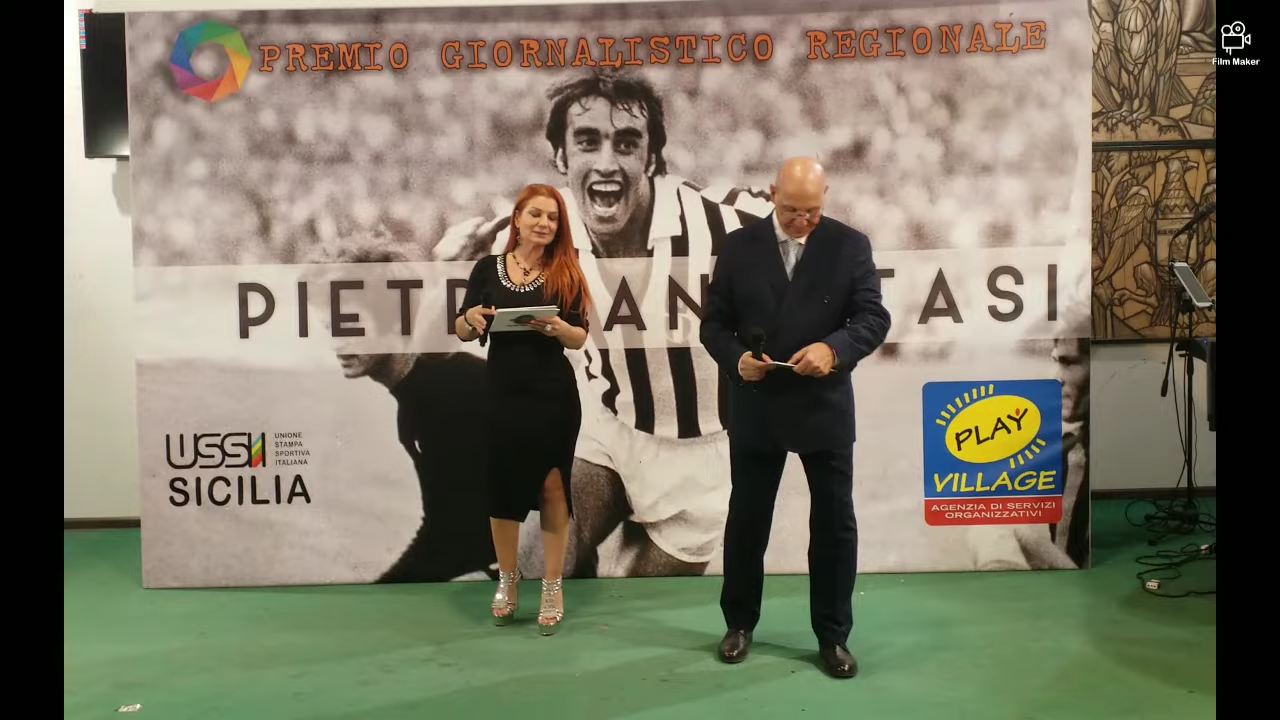 PREMIO GIORNALISTICO REGIONALE
Film Maker
PIET AN TASI
USSI
UNIONE
STAMPA
SPORTIVA
ITALIANA
SICILIA
PLAY
VILLAGE
AGENZIA DI SERVIZI
ORGANIZZATIVI